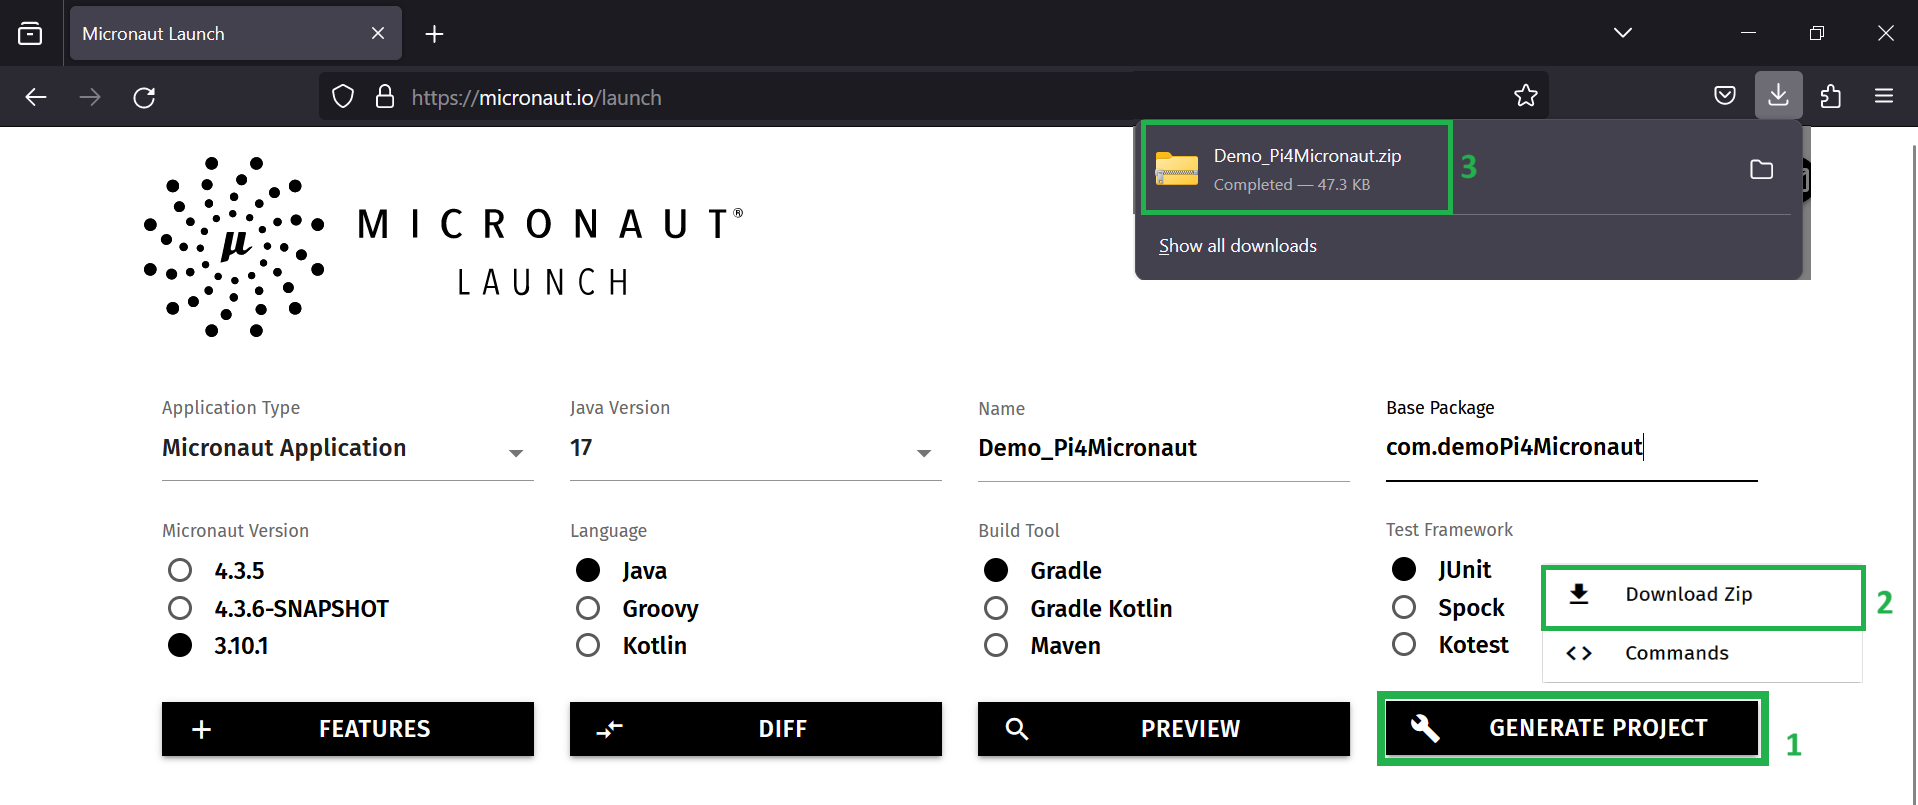 Micronaut Launch
https://micronaut.io/launch
Demo_Pi4Micronaut.zip
Completed — 47.3 KB
3
Show all downloads
µ
MICRONAUT®
LAUNCH
Application Type
Micronaut Application
Java Version
17
Name
Demo_Pi4Micronaut
Base Package
com.demoPi4Micronaut
Micronaut Version
4.3.5
4.3.6-SNAPSHOT
3.10.1
Language
Java
Groovy
Kotlin
Build Tool
Gradle
Gradle Kotlin
Maven
Test Framework
JUnit
Spock
Kotest
Download Zip
2
Commands
FEATURES
DIFF
PREVIEW
GENERATE PROJECT
1